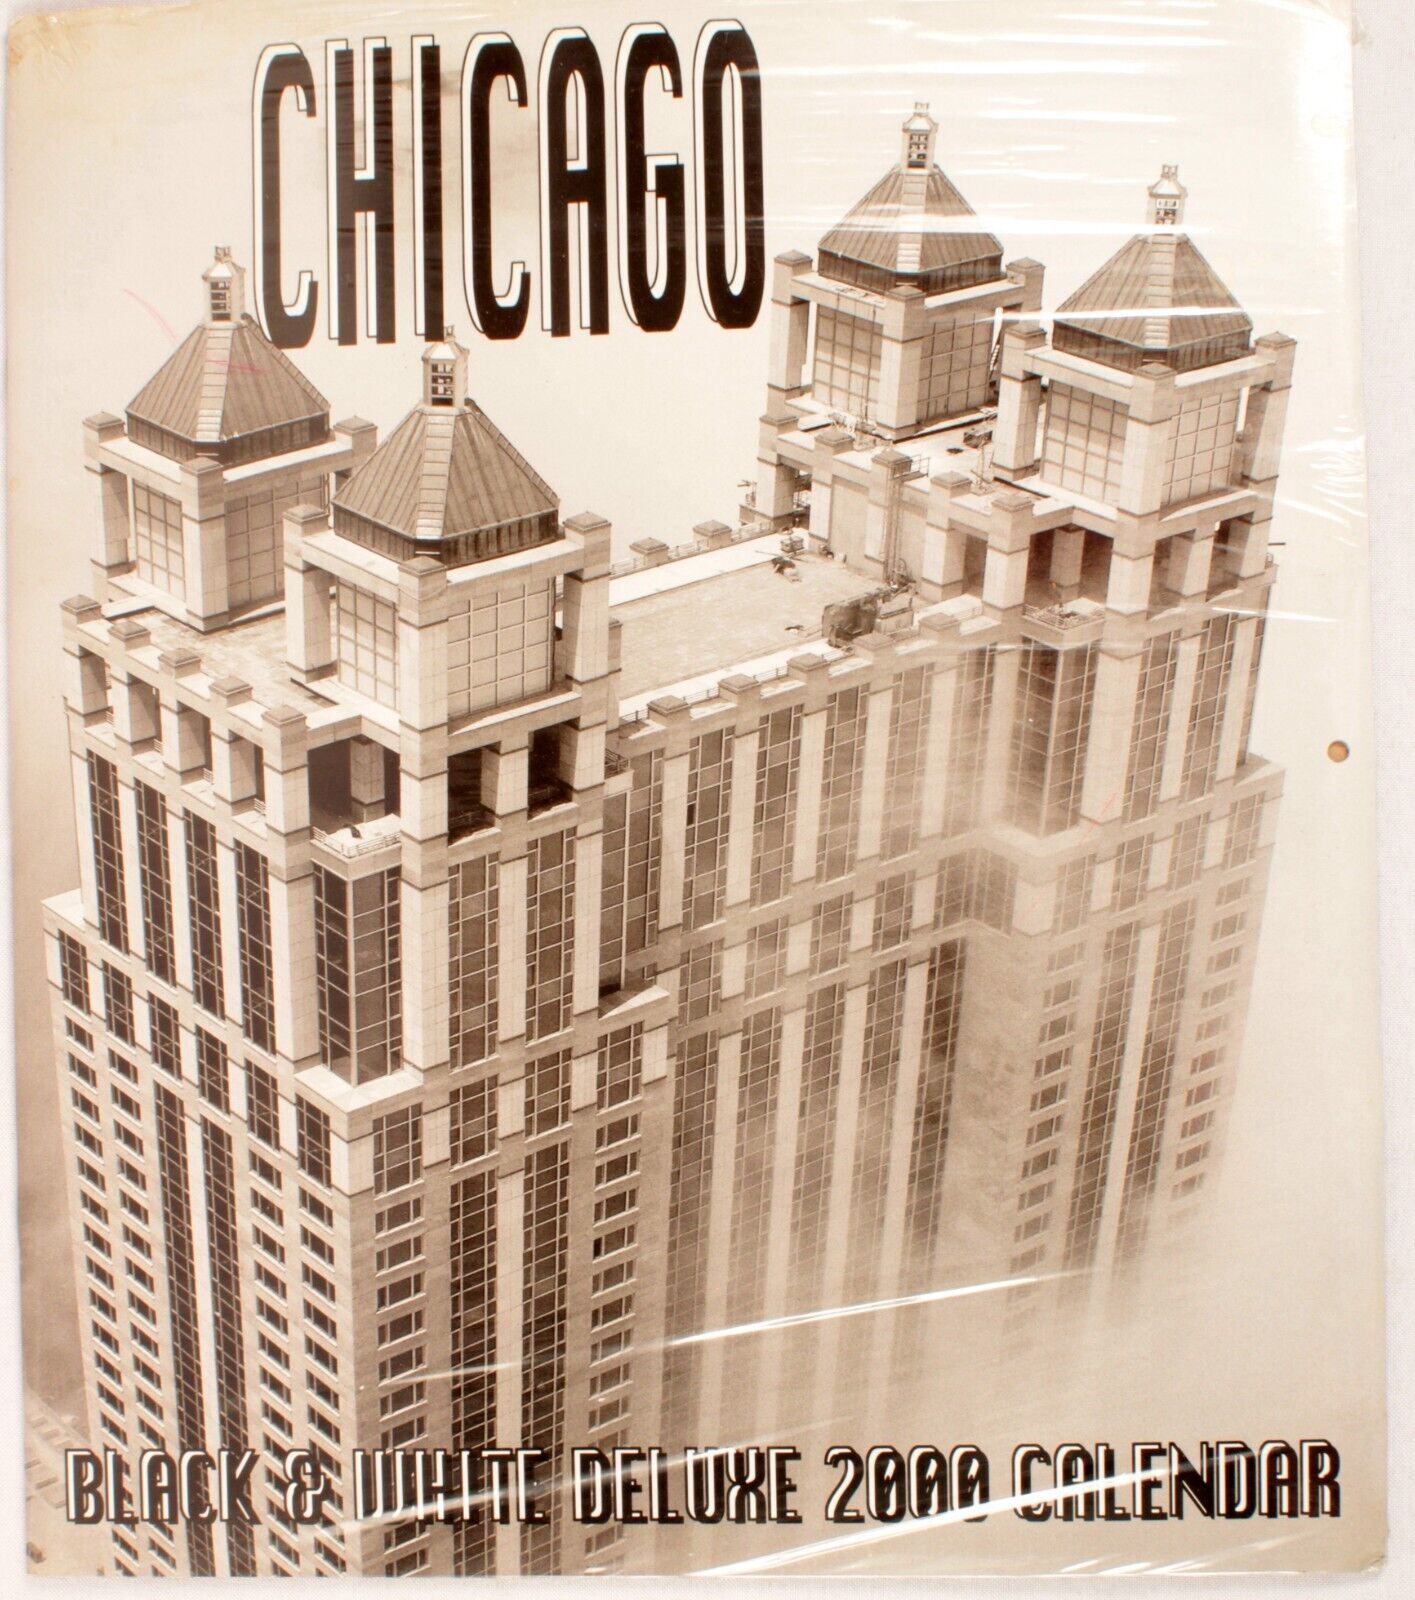 CHICAGO
BLACK & WHITE DELUXE 2000 CALENDAR